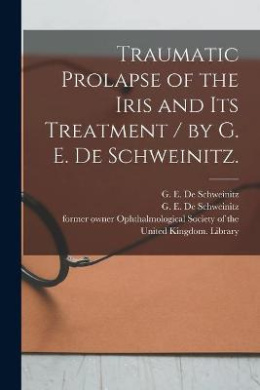 Traumatic
Prolapse of the
Iris and Its
Treatment / by G.
E. De Schweinitz.
G. E. De Schweinitz
G. E. De Schweinitz
former owner Ophthalmological Society of the
United Kingdom. Library